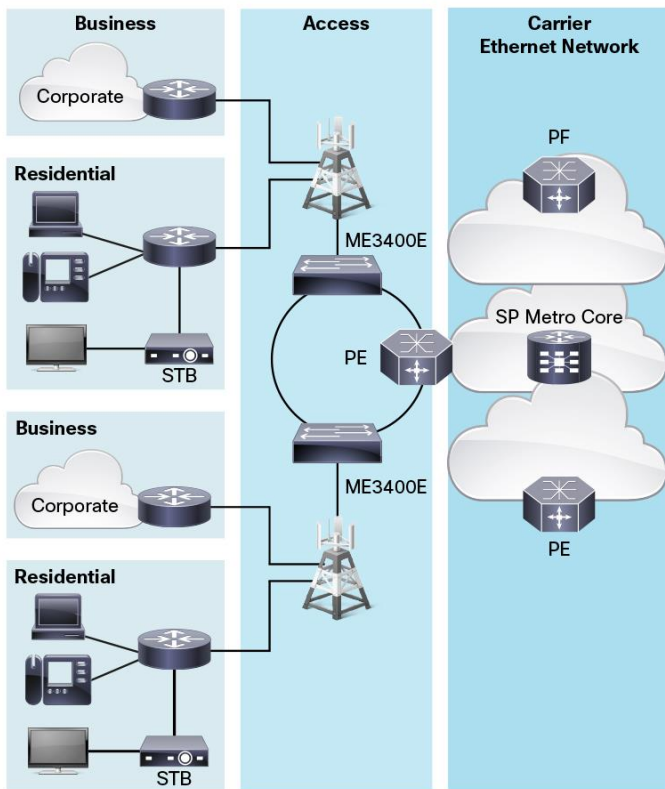 Business
Corporate
Residential
STB
Business
Corporate
Residential
STB
Access
ME3400E
PE
ME3400E
Carrier
Ethernet Network
PF
SP Metro Core
PE